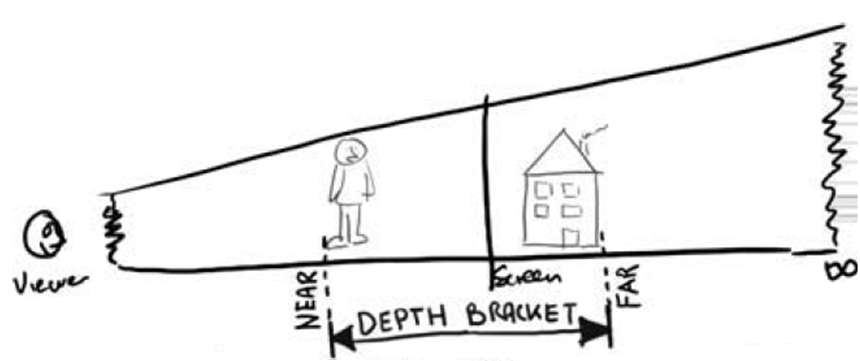 Viewer
NEAR
Screen
FAR
DEPTH BRACKET
∞